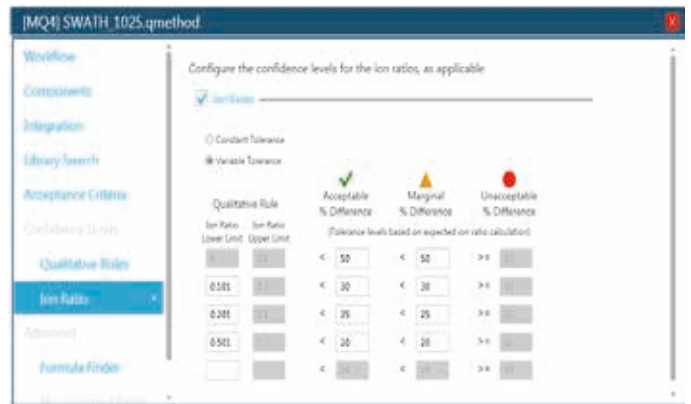 [MQ4] SWATH_1025.qmethod
Workflow
Components
Integration
Library Search
Acceptance Criteria
Qualitative Rules
Ion Ratio
Advanced
Formula Finder
Configure the confidence levels for the ion ratios, as applicable
Ion Ratio
Constant Tolerance
Variable Tolerance
Qualitative Rule
Acceptable % Difference
Marginal % Difference
Unacceptable % Difference
Ion Ratio Lower Limit
Ion Ratio Upper Limit
(Tolerance levels based on expected ion ratio calculation)
< 50 < 50 >=
0.101 < 30 < 30 >=
0.201 < 25 < 25 >=
0.501 < 20 < 20 >=
< < >=